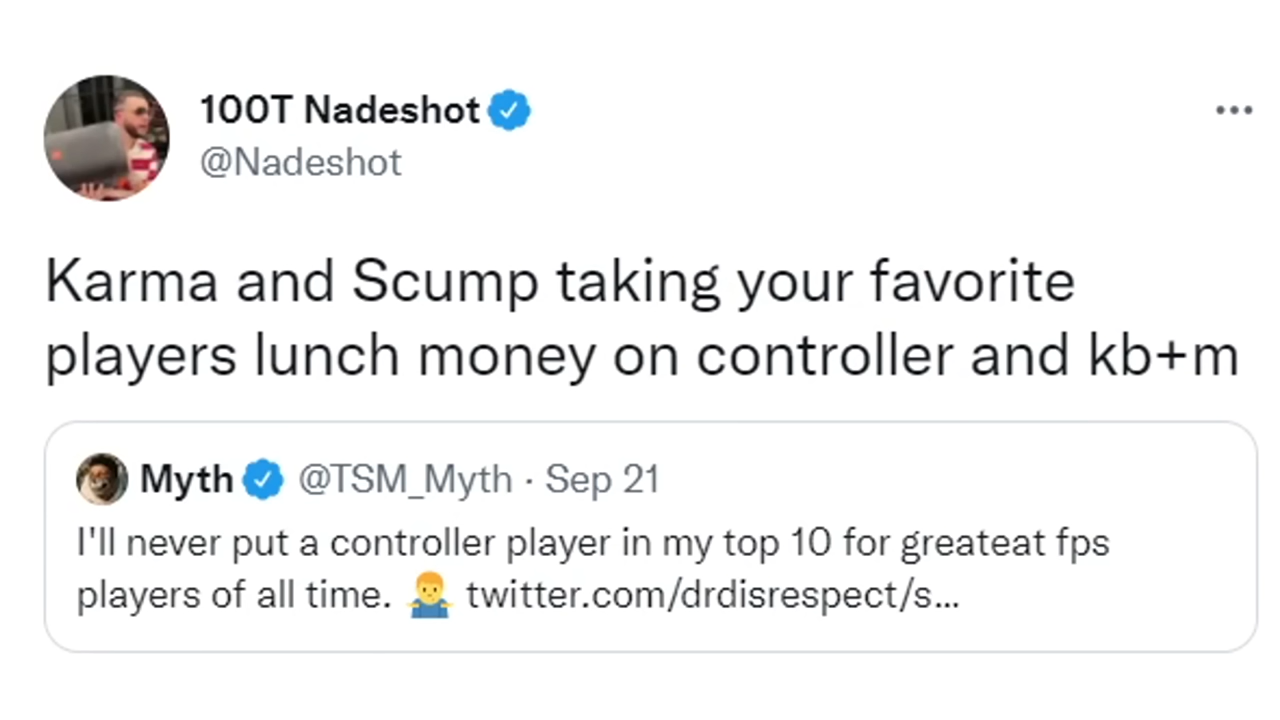 100T Nadeshot
@Nadeshot
Karma and Scump taking your favorite
players lunch money on controller and kb+m
Myth @TSM_Myth · Sep 21
I'll never put a controller player in my top 10 for greateat fps
players of all time. 🤷‍♂️ twitter.com/drdisrespect/s...